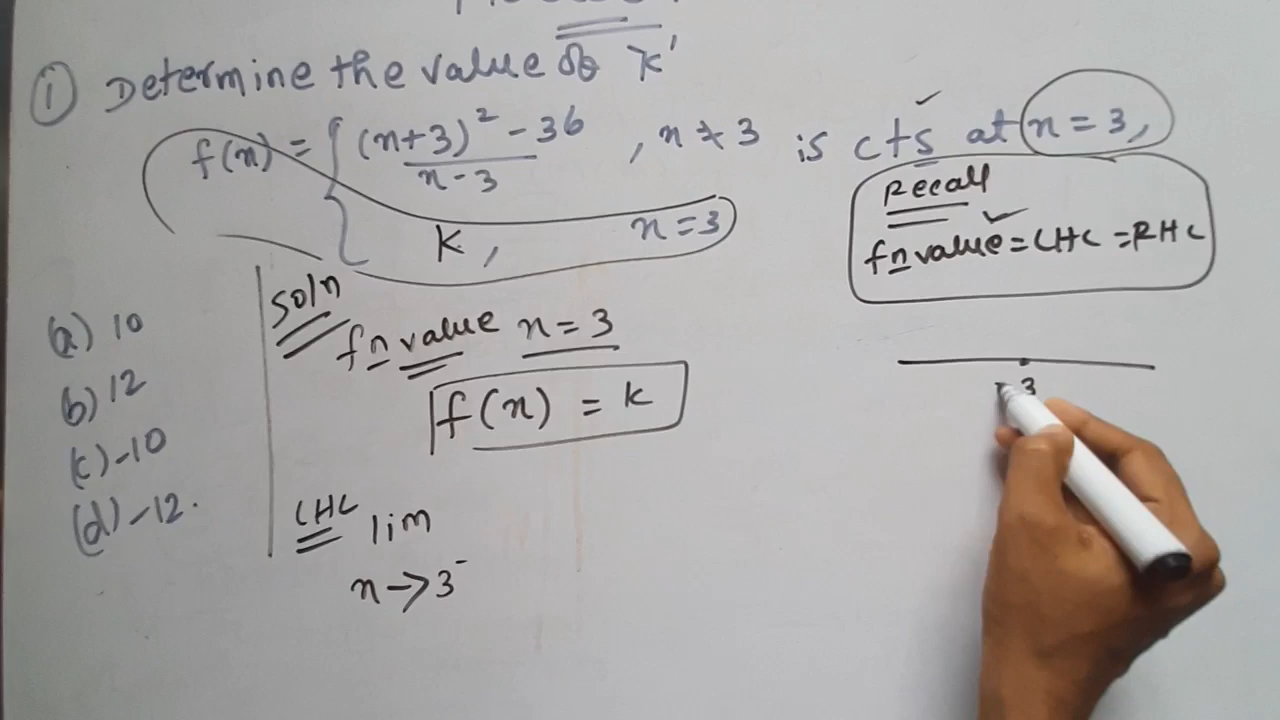 ① Determine the value of 'k'
f(n) = { (n+3)² - 36 / n-3 , n ≠ 3 is cts at n = 3,
k, n = 3
Recall
fn value = LHL = RHL
(a) 10
(b) 12
(c) -10
(d) -12.
Soln
fn value n = 3
f(n) = k
LHL lim
n → 3⁻
3